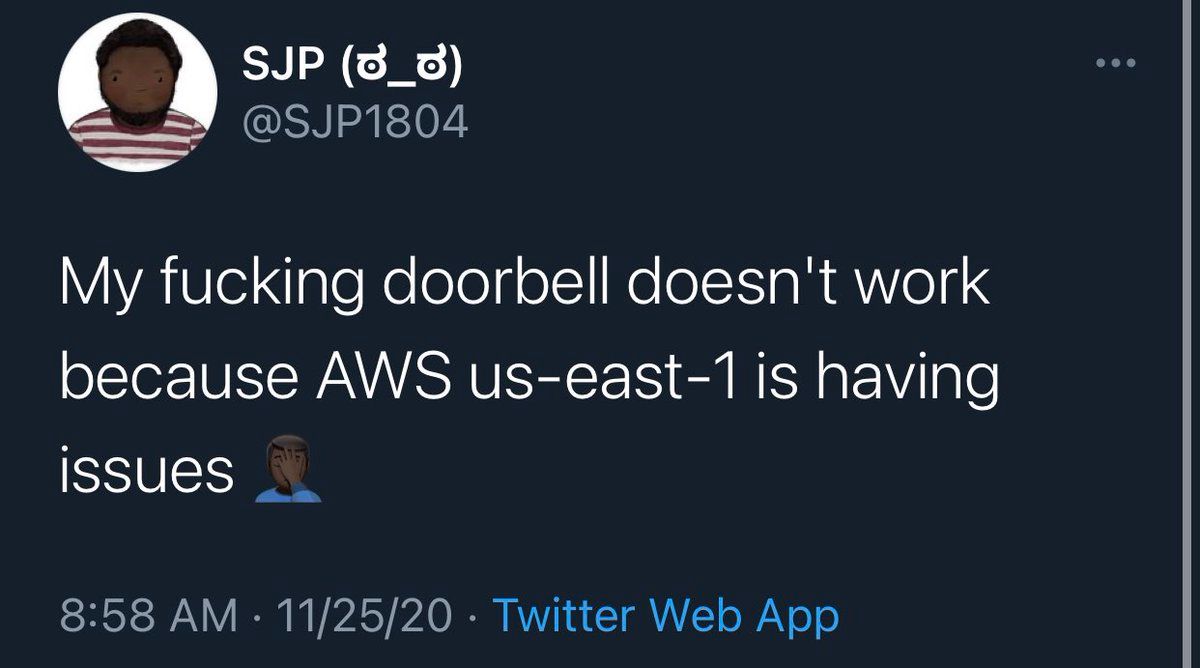 SJP (ಠ_ಠ)
@SJP1804
My fucking doorbell doesn't work
because AWS us-east-1 is having
issues 🤦🏿‍♂️
8:58 AM · 11/25/20 · Twitter Web App